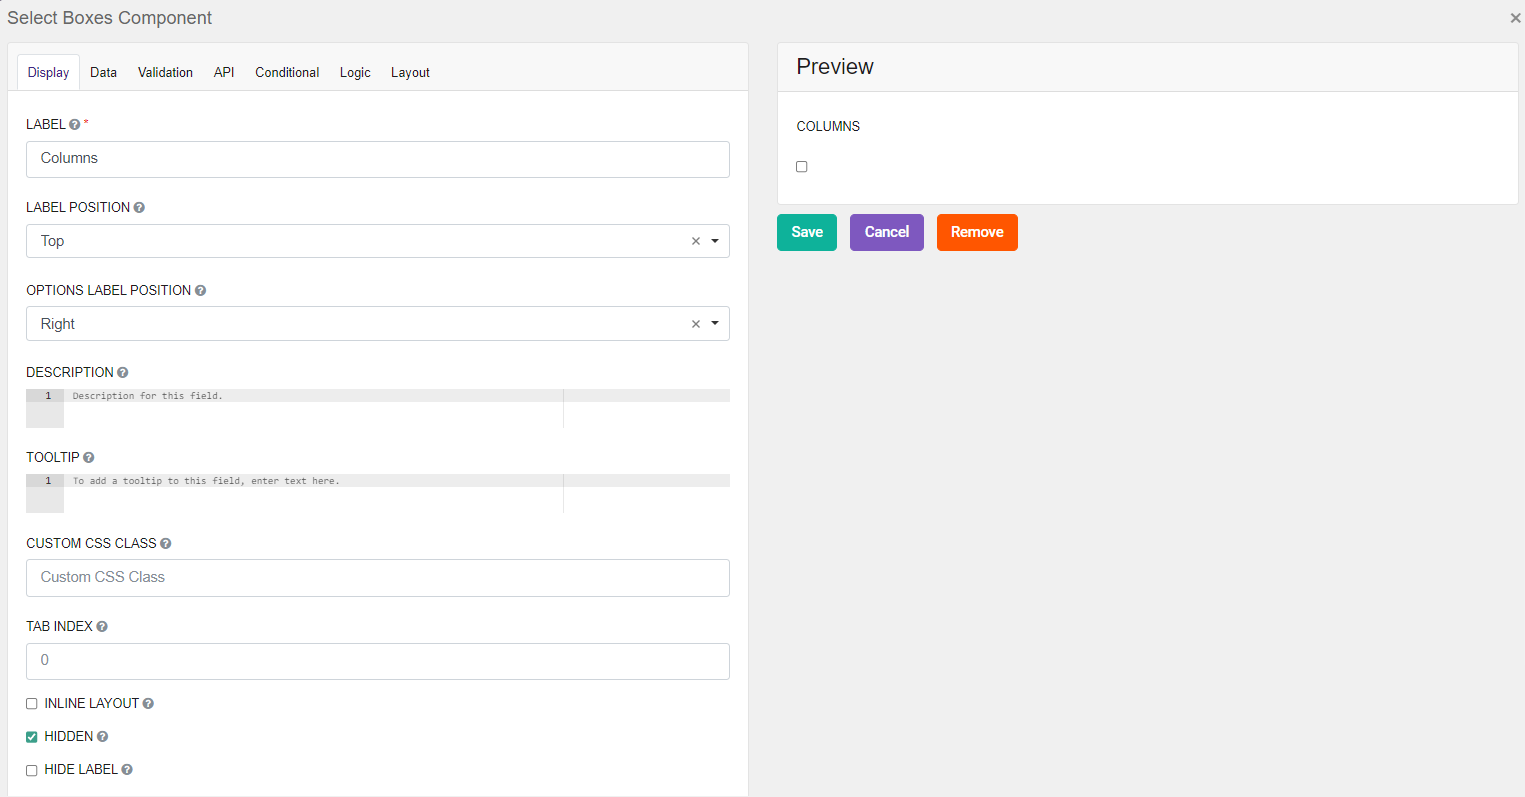 Select Boxes Component
×
Display Data Validation API Conditional Logic Layout
LABEL ? *
Columns
LABEL POSITION ?
Top ×
OPTIONS LABEL POSITION ?
Right ×
DESCRIPTION ?
1 Description for this field.
TOOLTIP ?
1 To add a tooltip to this field, enter text here.
CUSTOM CSS CLASS ?
Custom CSS Class
TAB INDEX ?
0
INLINE LAYOUT ?
HIDDEN ?
HIDE LABEL ?
Preview
COLUMNS
Save Cancel Remove